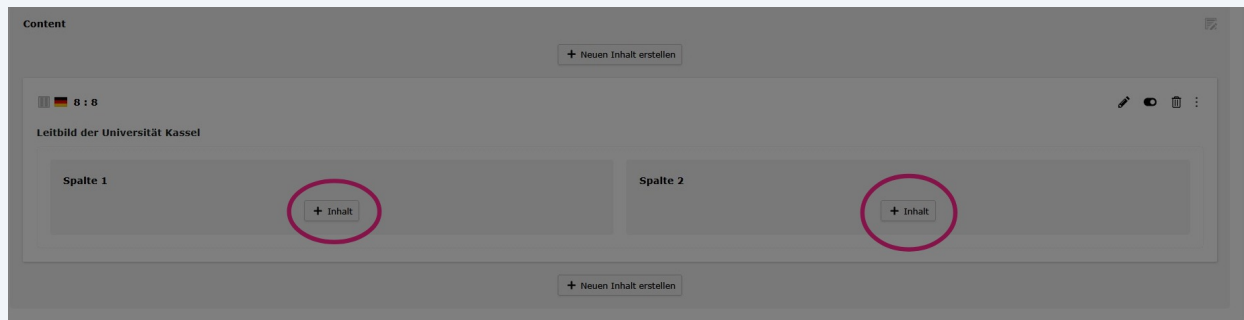 Content
+ Neuen Inhalt erstellen
8 : 8
Leitbild der Universität Kassel
Spalte 1
+ Inhalt
Spalte 2
+ Inhalt
+ Neuen Inhalt erstellen